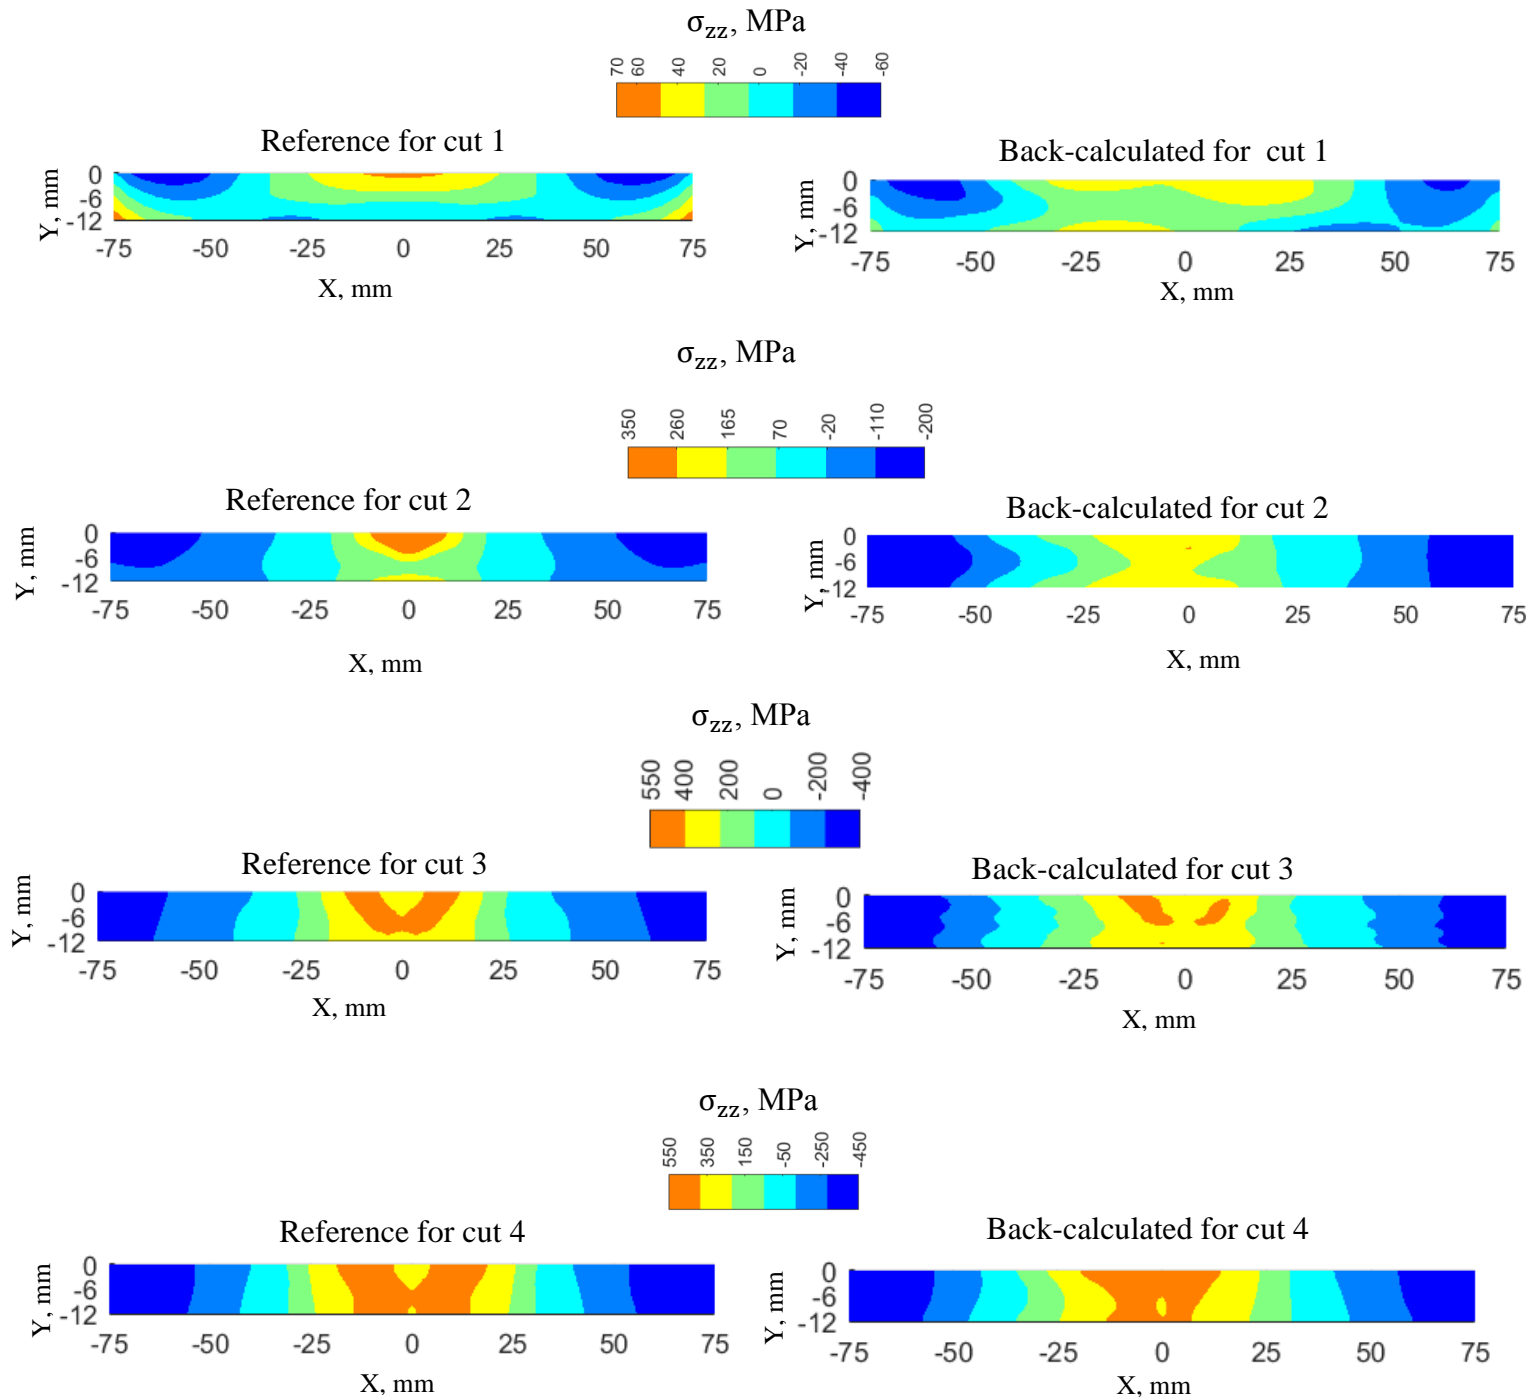 σzz, MPa
70 60 40 20 0 -20 -40 -60
Reference for cut 1
Y, mm
0
-6
-12
-75 -50 -25 0 25 50 75
X, mm
Back-calculated for cut 1
Y, mm
0
-6
-12
-75 -50 -25 0 25 50 75
X, mm
σzz, MPa
350 260 165 70 -20 -110 -200
Reference for cut 2
Y, mm
0
-6
-12
-75 -50 -25 0 25 50 75
X, mm
Back-calculated for cut 2
Y, mm
0
-6
-12
-75 -50 -25 0 25 50 75
X, mm
σzz, MPa
550 400 200 0 -200 -400
Reference for cut 3
Y, mm
0
-6
-12
-75 -50 -25 0 25 50 75
X, mm
Back-calculated for cut 3
Y, mm
0
-6
-12
-75 -50 -25 0 25 50 75
X, mm
σzz, MPa
550 350 150 -50 -250 -450
Reference for cut 4
Y, mm
0
-6
-12
-75 -50 -25 0 25 50 75
X, mm
Back-calculated for cut 4
Y, mm
0
-6
-12
-75 -50 -25 0 25 50 75
X, mm